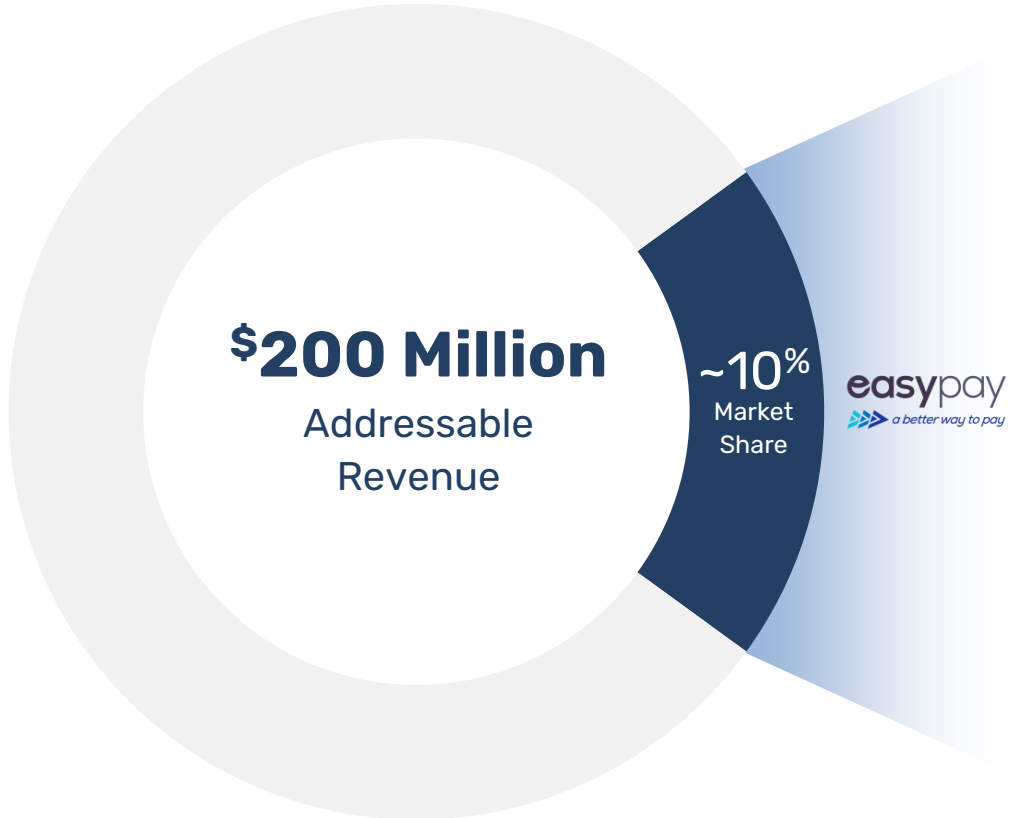 $200 Million
Addressable
Revenue
~10%
Market
Share
easypay
a better way to pay